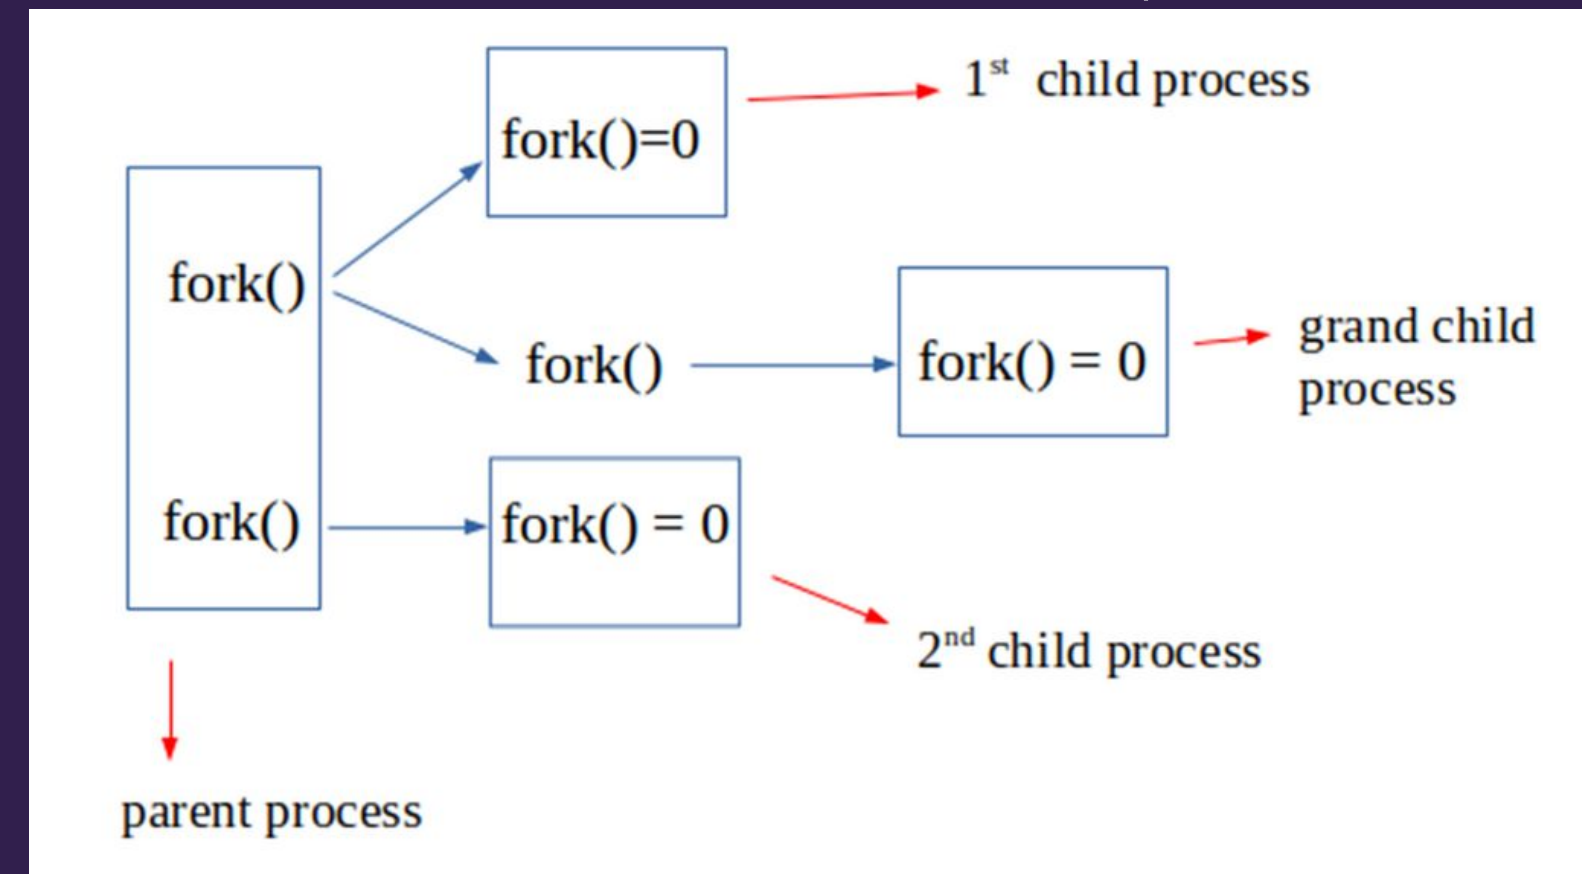 1st child process
fork()=0
fork()
grand child
process
fork()
fork() = 0
fork()
fork() = 0
2nd child process
parent process